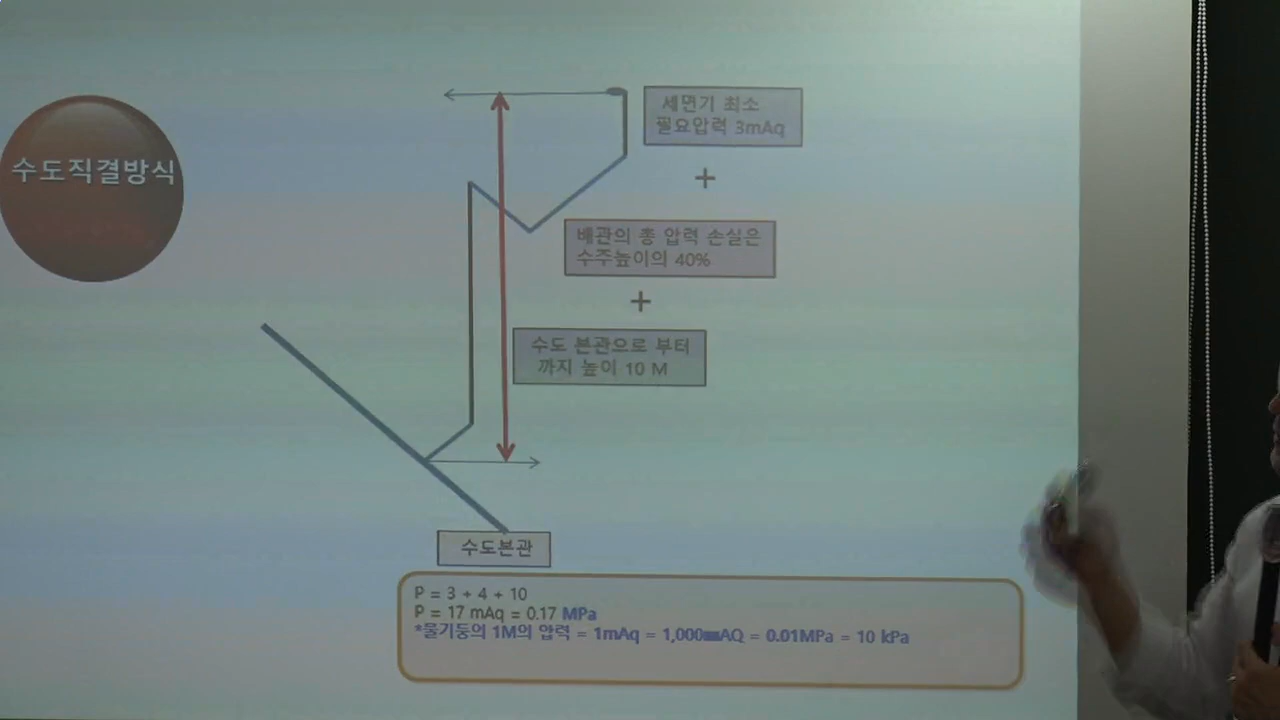 수도직결방식
세면기 최소
필요압력 3mAq
+
배관의 총 압력 손실은
수주높이의 40%
+
수도 본관으로 부터
까지 높이 10 M
수도본관
P = 3 + 4 + 10
P = 17 mAq = 0.17 MPa
*물기둥의 1M의 압력 = 1mAq = 1,000㎜AQ = 0.01MPa = 10 kPa